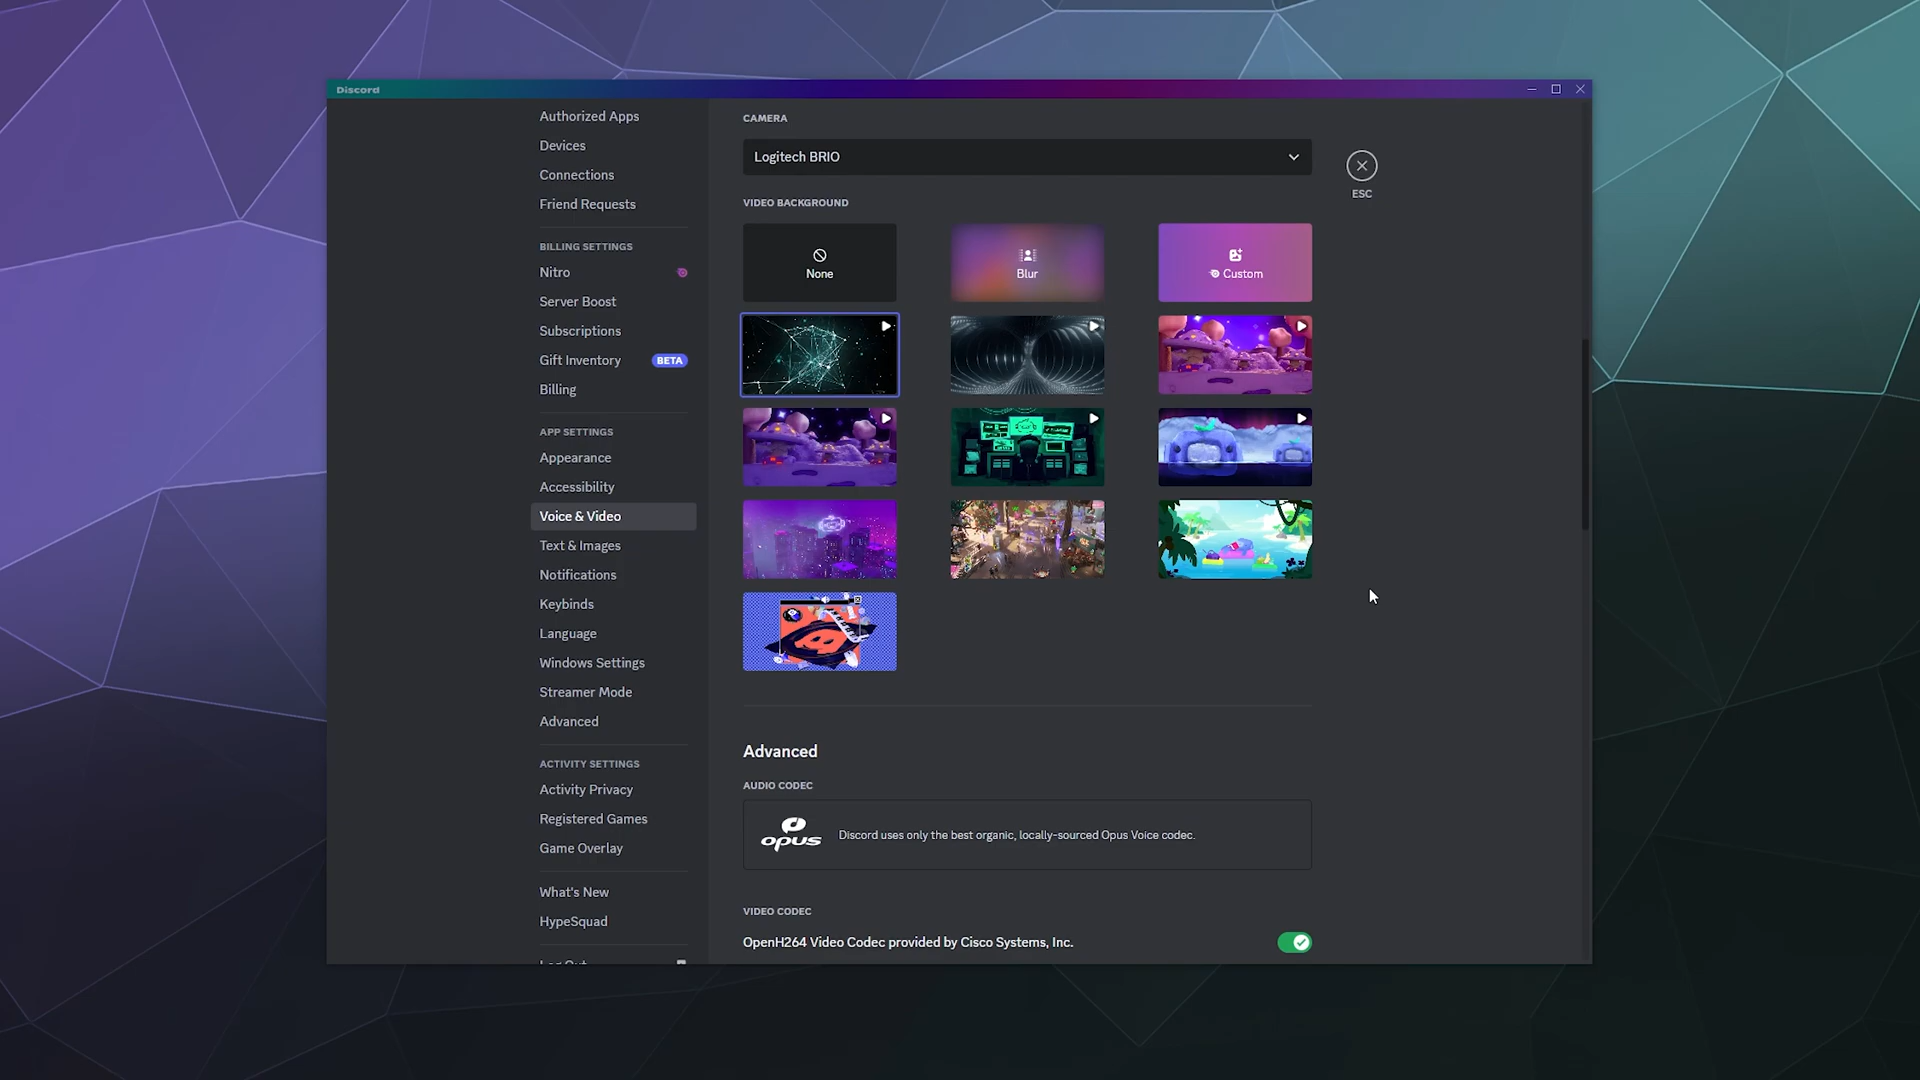 Discord
Authorized Apps
Devices
Connections
Friend Requests
BILLING SETTINGS
Nitro
Server Boost
Subscriptions
Gift Inventory BETA
Billing
APP SETTINGS
Appearance
Accessibility
Voice & Video
Text & Images
Notifications
Keybinds
Language
Windows Settings
Streamer Mode
Advanced
ACTIVITY SETTINGS
Activity Privacy
Registered Games
Game Overlay
What's New
HypeSquad
CAMERA
Logitech BRIO
ESC
VIDEO BACKGROUND
None
Blur
Custom
Advanced
AUDIO CODEC
opus
Discord uses only the best organic, locally-sourced Opus Voice codec.
VIDEO CODEC
OpenH264 Video Codec provided by Cisco Systems, Inc.